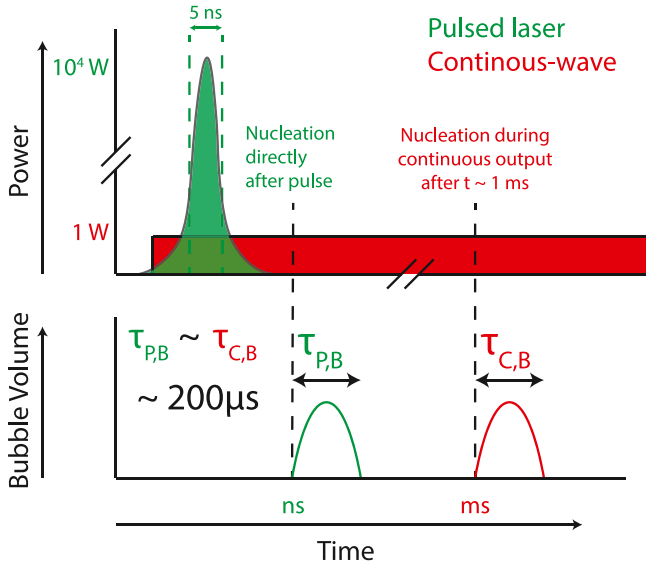 5 ns
Pulsed laser
Continous-wave
10⁴ W
Power
Nucleation
directly
after pulse
Nucleation during
continuous output
after t ~ 1 ms
1 W
Bubble Volume
τP,B ~ τC,B
~ 200µs
τP,B
τC,B
ns
ms
Time